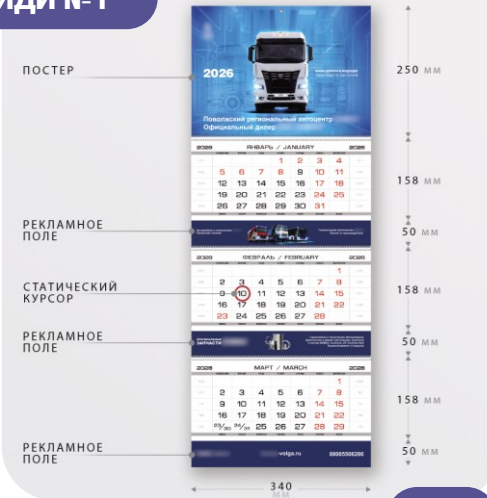 ИДИ № 1
ПОСТЕР
2026
Поволжский региональный автоцентр
Официальный дилер
250 мм
2026 ЯНВАРЬ / JANUARY 2026
1 2 3 4
5 6 7 8 9 10 11
12 13 14 15 16 17 18
19 20 21 22 23 24 25
26 27 28 29 30 31
158 мм
РЕКЛАМНОЕ
ПОЛЕ
50 мм
2026 ФЕВРАЛЬ / FEBRUARY 2026
1
2 3 4 5 6 7 8
9 10 11 12 13 14 15
16 17 18 19 20 21 22
23 24 25 26 27 28
СТАТИЧЕСКИЙ
КУРСОР
158 мм
РЕКЛАМНОЕ
ПОЛЕ
ЗАПЧАСТИ
50 мм
2026 МАРТ / MARCH 2026
1
2 3 4 5 6 7 8
9 10 11 12 13 14 15
16 17 18 19 20 21 22
23/30 24/31 25 26 27 28 29
158 мм
РЕКЛАМНОЕ
ПОЛЕ
-volga.ru
88005506286
50 мм
340
мм